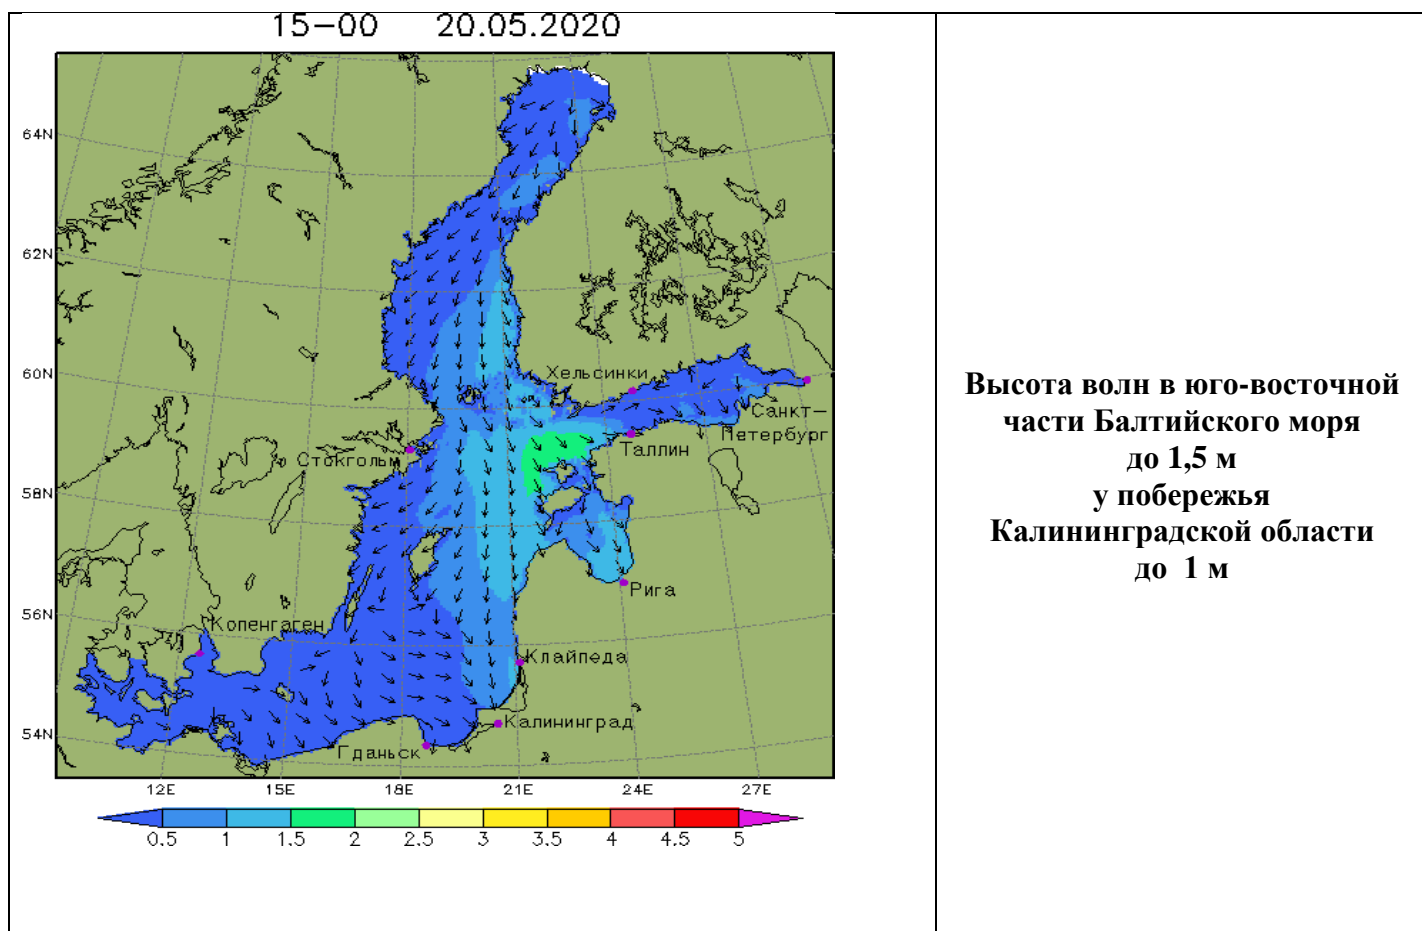 15-00 20.05.2020
64N
62N
60N
58N
56N
54N
Хельсинки
Санкт-
Петербург
Таллин
Стокгольм
Рига
Копенгаген
Клайпеда
Калининград
Гданьск
12E 15E 18E 21E 24E 27E
0.5 1 1.5 2 2.5 3 3.5 4 4.5 5
Высота волн в юго-восточной
части Балтийского моря
до 1,5 м
у побережья
Калининградской области
до 1 м